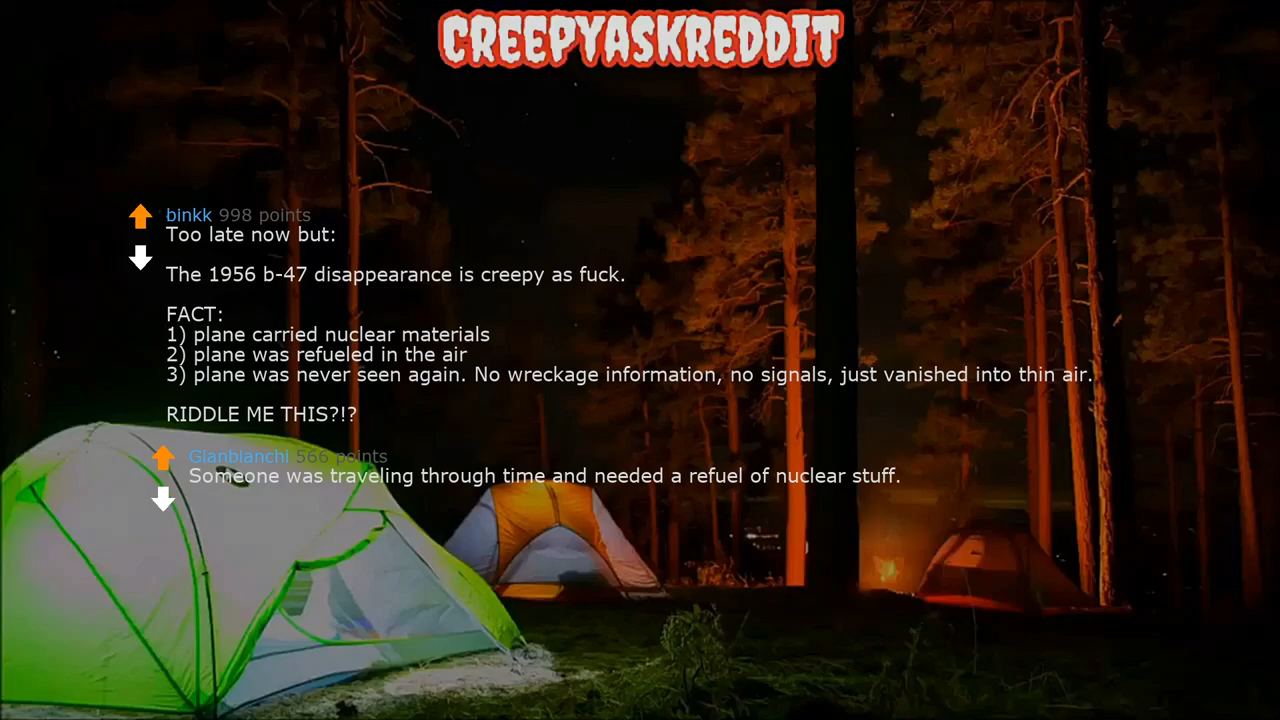 CREEPYASKREDDIT
binkk 998 points
Too late now but:
The 1956 b-47 disappearance is creepy as fuck.
FACT:
1) plane carried nuclear materials
2) plane was refueled in the air
3) plane was never seen again. No wreckage information, no signals, just vanished into thin air.
RIDDLE ME THIS?!?
Gianbianchi 566 points
Someone was traveling through time and needed a refuel of nuclear stuff.